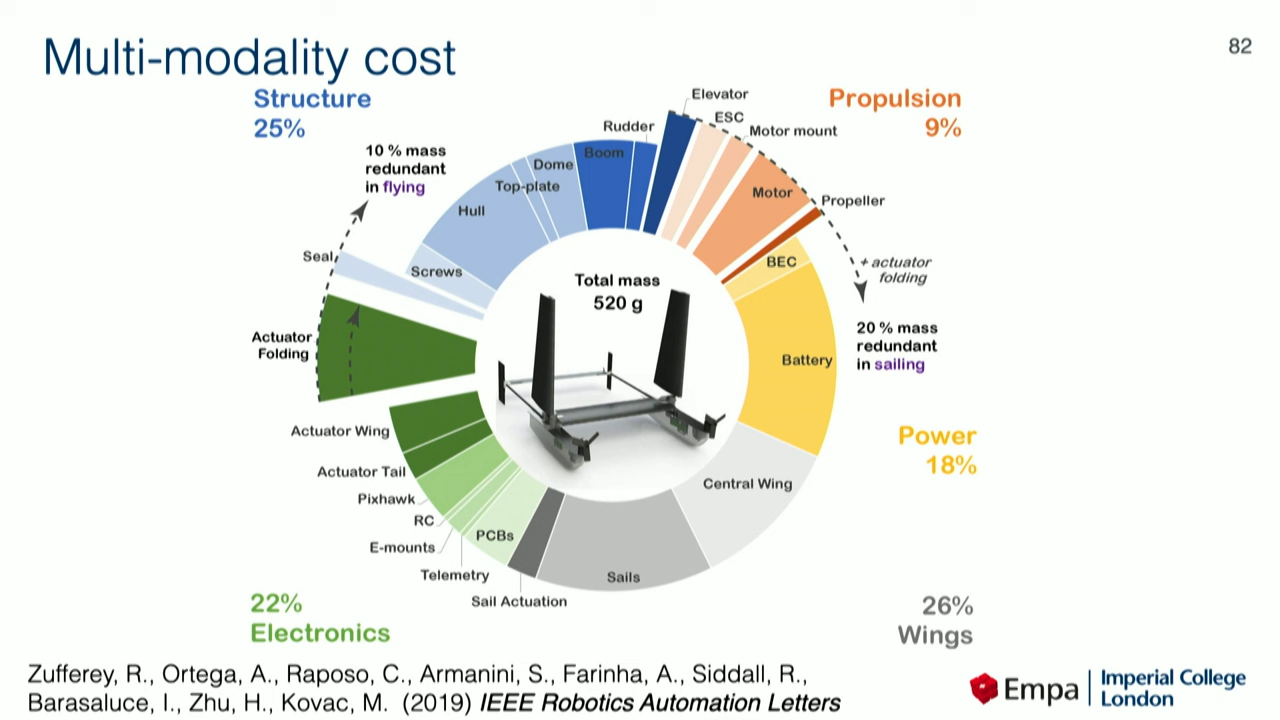 Multi-modality cost
82
Structure
25%
Propulsion
9%
10 % mass
redundant
in flying
Elevator
ESC
Motor mount
Rudder
Boom
Dome
Top-plate
Hull
Motor
Propeller
Seal
Screws
BEC
+ actuator
folding
Total mass
520 g
20 % mass
redundant
in sailing
Actuator
Folding
Battery
Actuator Wing
Power
18%
Actuator Tail
Central Wing
Pixhawk
RC
PCBs
E-mounts
Telemetry
Sails
Sail Actuation
22%
Electronics
26%
Wings
Zufferey, R., Ortega, A., Raposo, C., Armanini, S., Farinha, A., Siddall, R.,
Barasaluce, I., Zhu, H., Kovac, M. (2019) IEEE Robotics Automation Letters
Empa
Imperial College
London